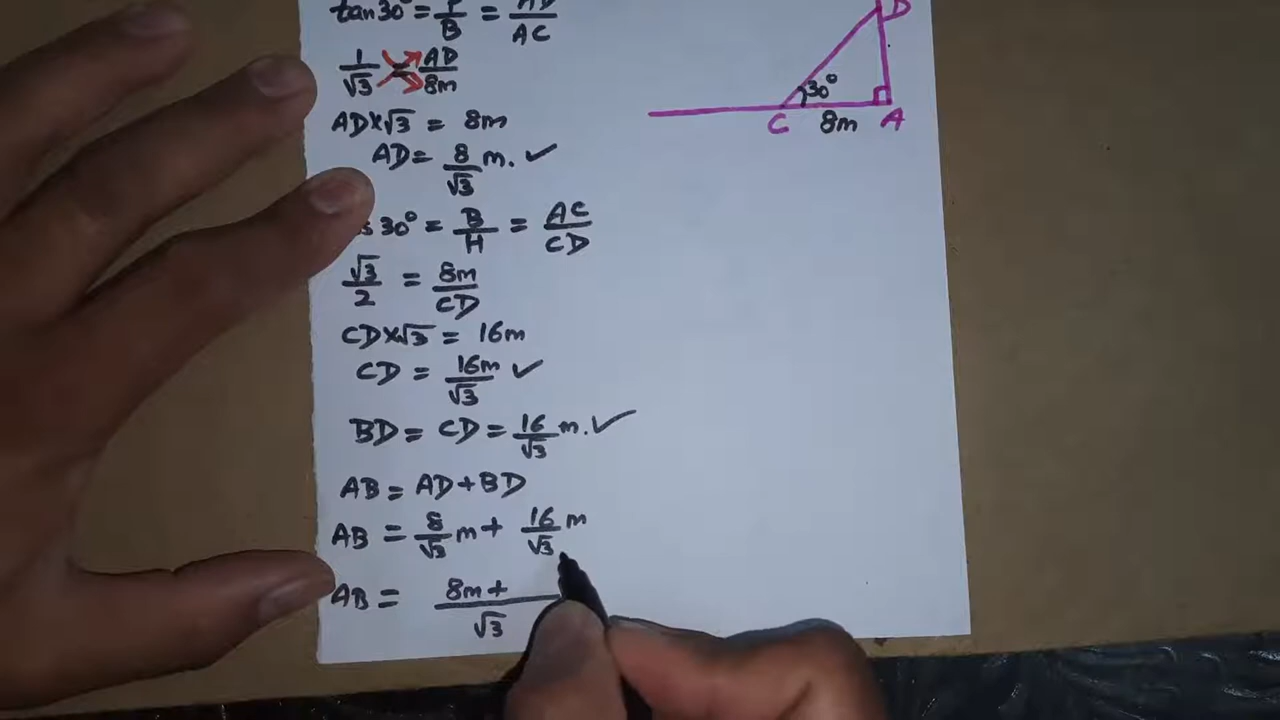 tan 30° = P/B = AD/AC
1/√3 = AD/8m
AD×√3 = 8m
AD = 8/√3 m. ✓
30° = B/H = AC/CD
√3/2 = 8m/CD
CD×√3 = 16m
CD = 16m/√3 ✓
BD = CD = 16/√3 m. ✓
AB = AD + BD
AB = 8/√3 m + 16/√3 m
AB = 8m+ /√3
D
30°
C 8m A